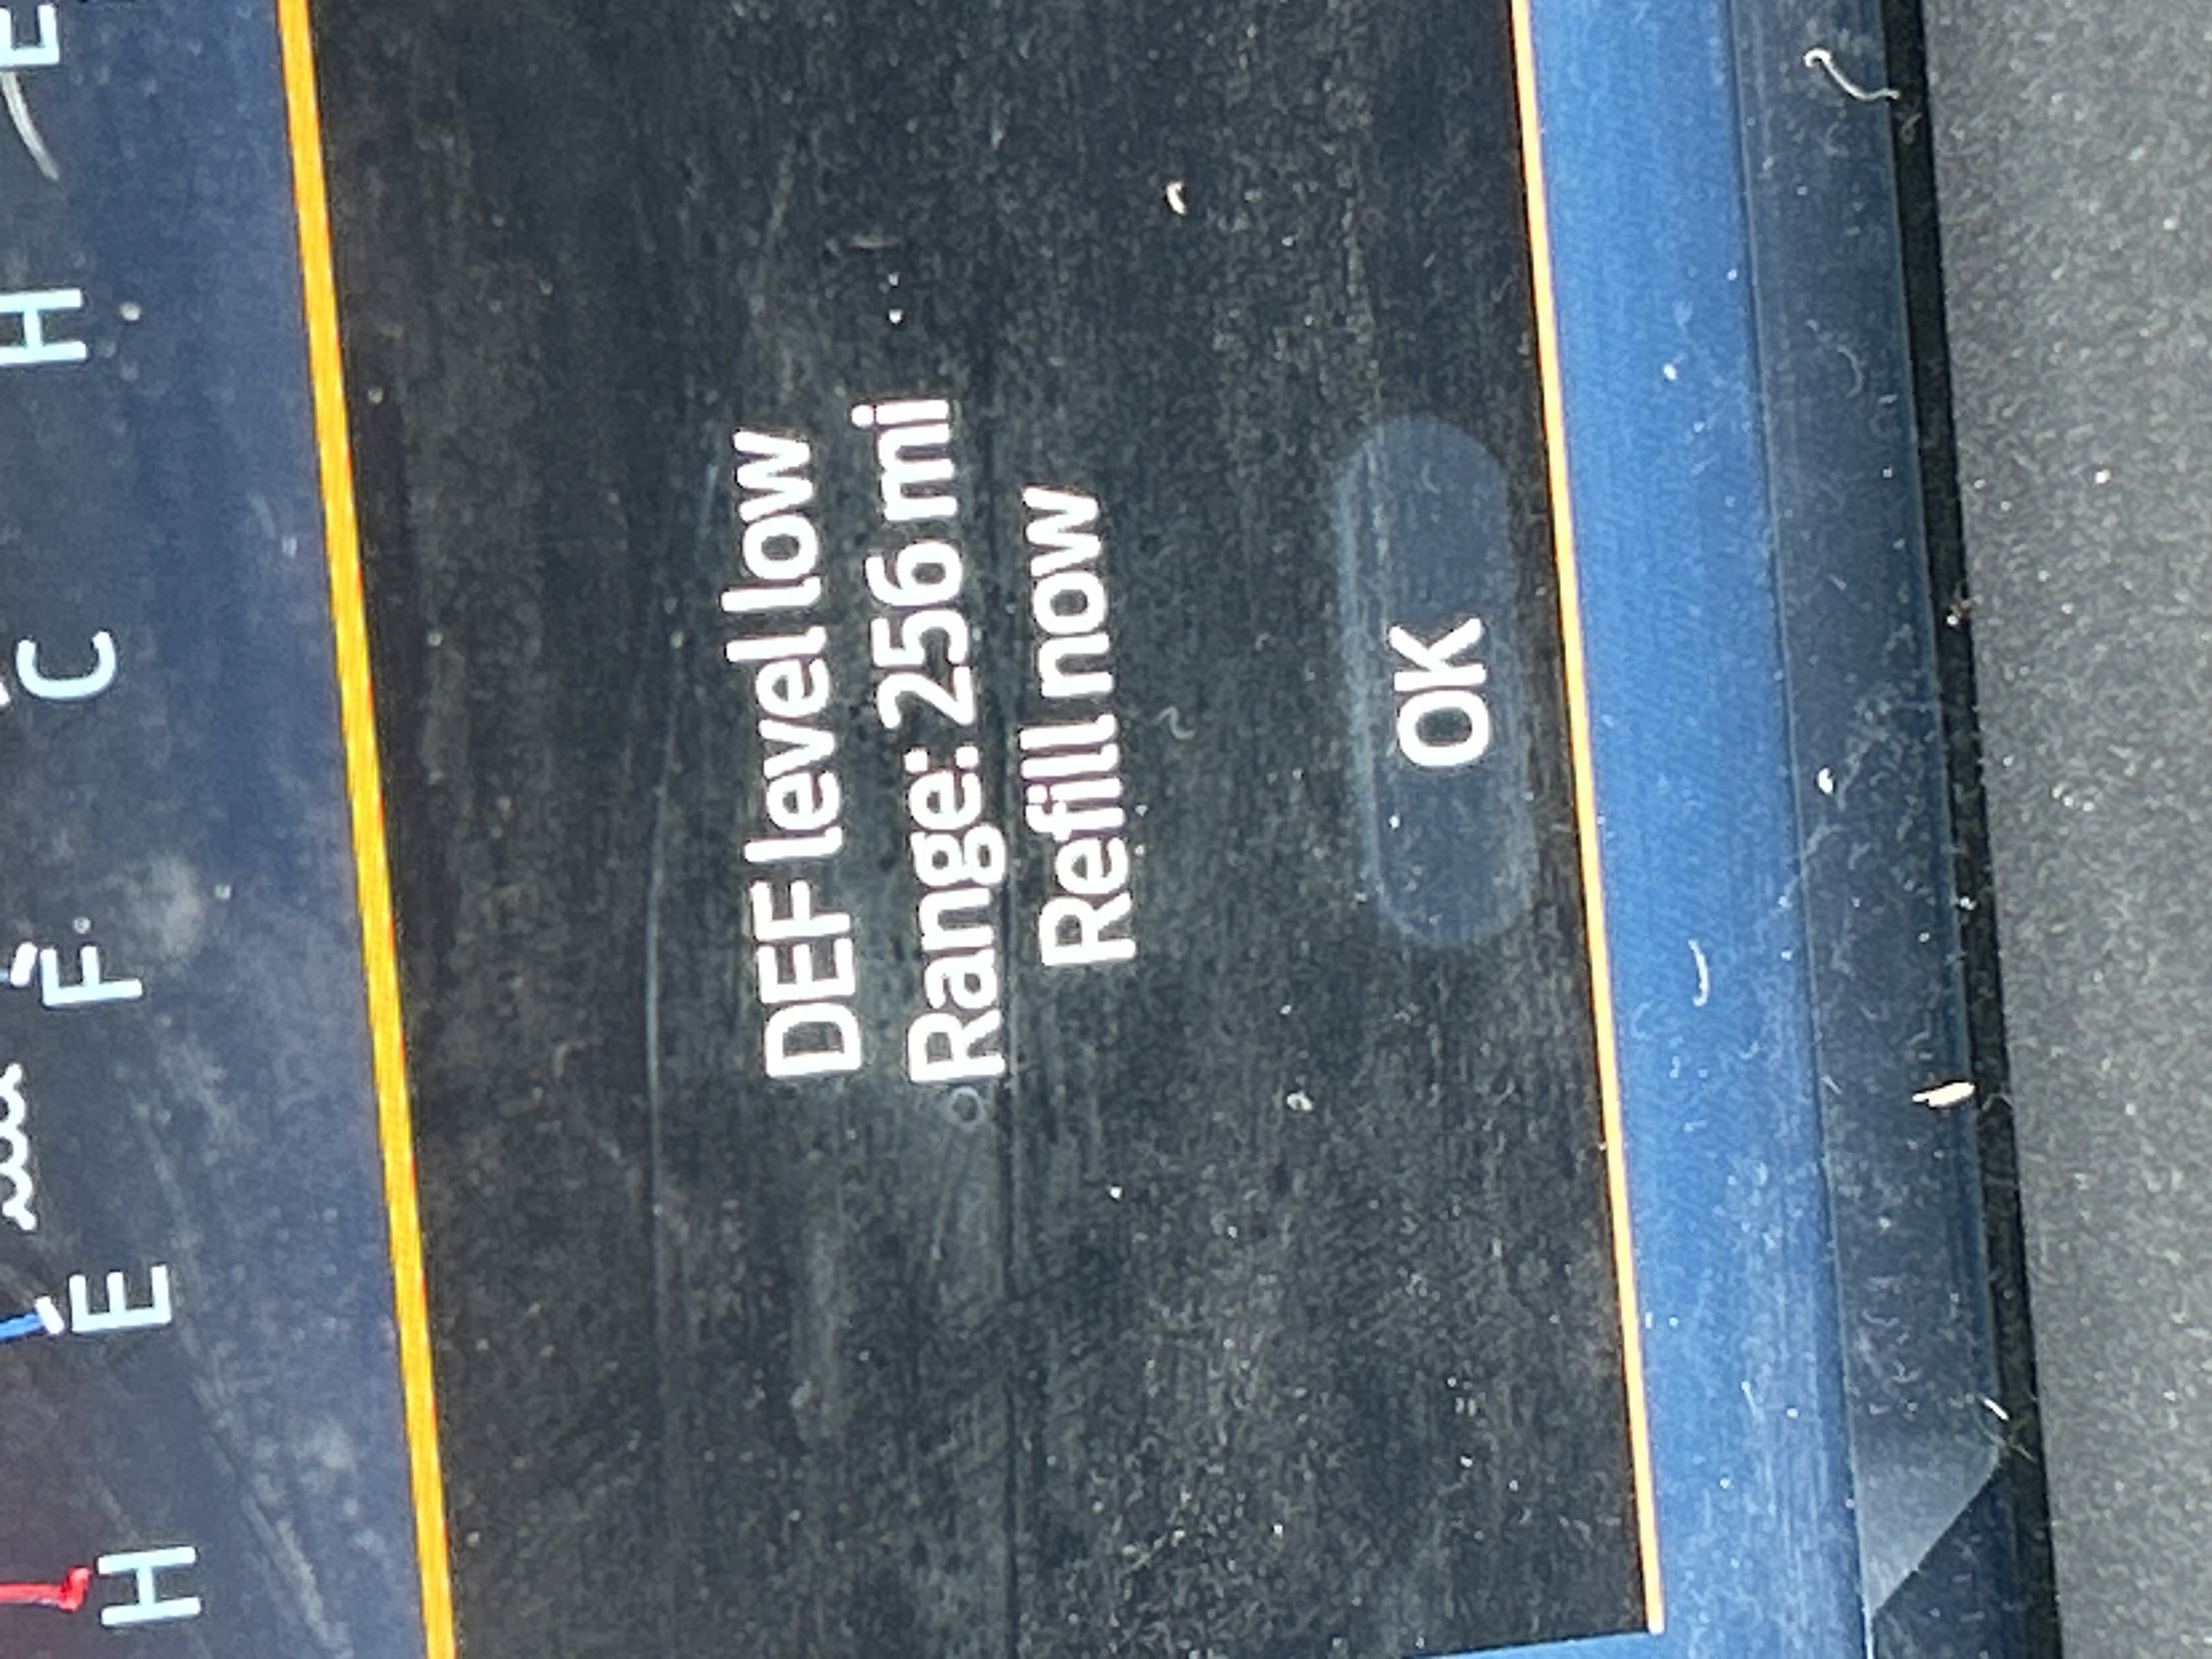 DEF level low
Range: 256 mi
Refill now
OK
H
E
F
C
H
E